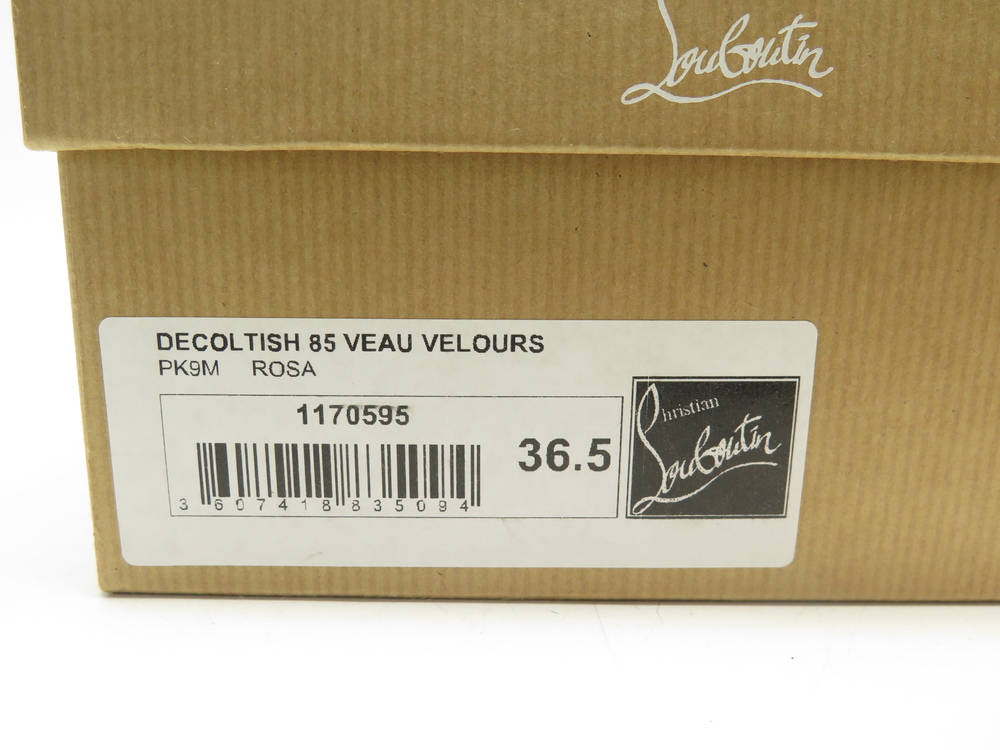 Louboutin
DECOLTISH 85 VEAU VELOURS
PK9M ROSA
1170595
36.5
3 607418 835094
Christian
Louboutin